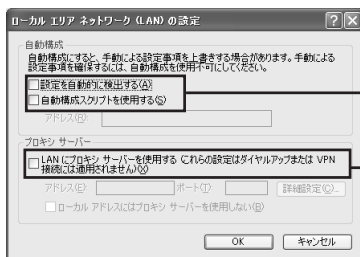 ローカル エリア ネットワーク (LAN) の設定
自動構成
自動構成にすると、手動による設定事項を上書きする場合があります。手動による
設定事項を確保するには、自動構成を使用不可にしてください。
設定を自動的に検出する(A)
自動構成スクリプトを使用する(S)
アドレス(R):
プロキシ サーバー
LAN にプロキシ サーバーを使用する (これらの設定はダイヤルアップまたは VPN
接続には適用されません)(X)
アドレス(E): ポート(T): 詳細設定(C)...
ローカル アドレスにはプロキシ サーバーを使用しない(B)
OK キャンセル